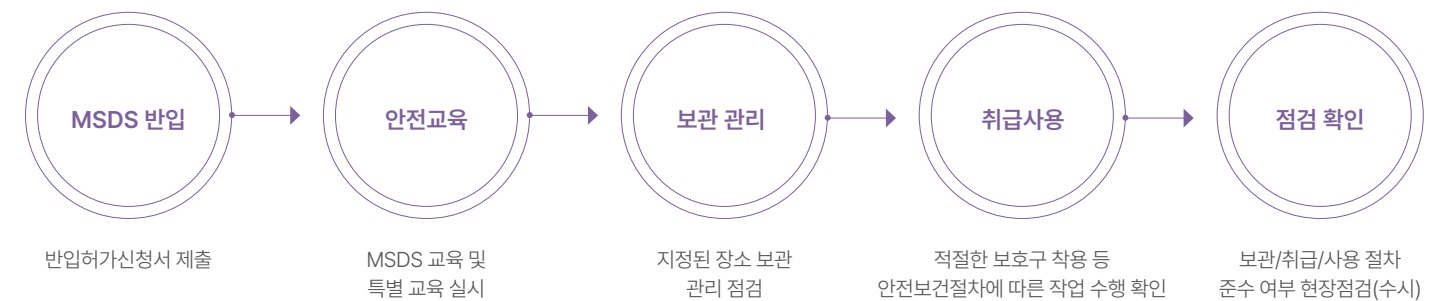 MSDS 반입
안전교육
보관 관리
취급사용
점검 확인
반입허가신청서 제출
MSDS 교육 및
특별 교육 실시
지정된 장소 보관
관리 점검
적절한 보호구 착용 등
안전보건절차에 따른 작업 수행 확인
보관/취급/사용 절차
준수 여부 현장점검(수시)